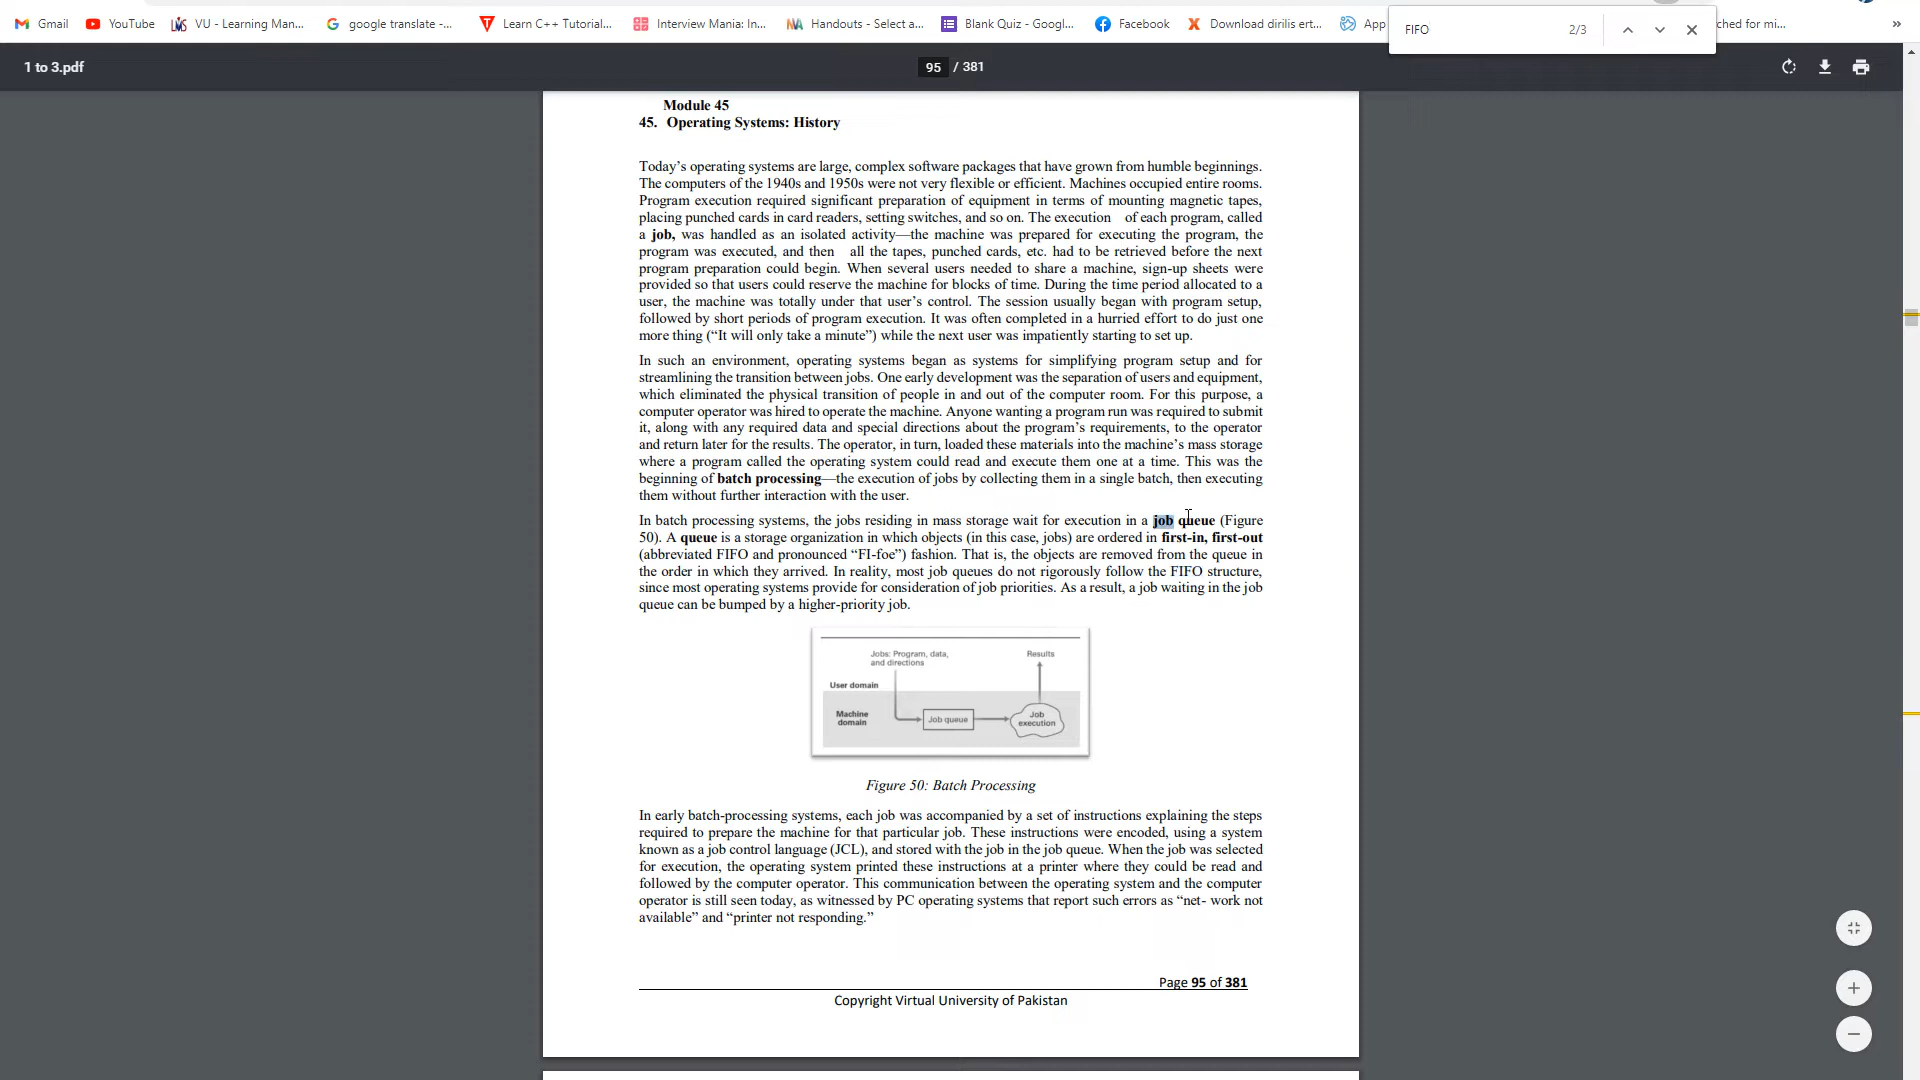 Gmail
YouTube
VU - Learning Man...
google translate -...
Learn C++ Tutorial...
Interview Mania: In...
Handouts - Select a...
Blank Quiz - Googl...
Facebook
Download dirilis ert...
App
ched for mi...
»
FIFO 2/3
1 to 3.pdf
95 / 381
Module 45
45. Operating Systems: History
Today’s operating systems are large, complex software packages that have grown from humble beginnings.
The computers of the 1940s and 1950s were not very flexible or efficient. Machines occupied entire rooms.
Program execution required significant preparation of equipment in terms of mounting magnetic tapes,
placing punched cards in card readers, setting switches, and so on. The execution of each program, called
a job, was handled as an isolated activity—the machine was prepared for executing the program, the
program was executed, and then all the tapes, punched cards, etc. had to be retrieved before the next
program preparation could begin. When several users needed to share a machine, sign-up sheets were
provided so that users could reserve the machine for blocks of time. During the time period allocated to a
user, the machine was totally under that user’s control. The session usually began with program setup,
followed by short periods of program execution. It was often completed in a hurried effort to do just one
more thing (“It will only take a minute”) while the next user was impatiently starting to set up.
In such an environment, operating systems began as systems for simplifying program setup and for
streamlining the transition between jobs. One early development was the separation of users and equipment,
which eliminated the physical transition of people in and out of the computer room. For this purpose, a
computer operator was hired to operate the machine. Anyone wanting a program run was required to submit
it, along with any required data and special directions about the program’s requirements, to the operator
and return later for the results. The operator, in turn, loaded these materials into the machine’s mass storage
where a program called the operating system could read and execute them one at a time. This was the
beginning of batch processing—the execution of jobs by collecting them in a single batch, then executing
them without further interaction with the user.
In batch processing systems, the jobs residing in mass storage wait for execution in a job queue (Figure
50). A queue is a storage organization in which objects (in this case, jobs) are ordered in first-in, first-out
(abbreviated FIFO and pronounced “FI-foe”) fashion. That is, the objects are removed from the queue in
the order in which they arrived. In reality, most job queues do not rigorously follow the FIFO structure,
since most operating systems provide for consideration of job priorities. As a result, a job waiting in the job
queue can be bumped by a higher-priority job.
Jobs: Program, data,
and directions
Results
User domain
Machine
domain
Job queue
Job
execution
Figure 50: Batch Processing
In early batch-processing systems, each job was accompanied by a set of instructions explaining the steps
required to prepare the machine for that particular job. These instructions were encoded, using a system
known as a job control language (JCL), and stored with the job in the job queue. When the job was selected
for execution, the operating system printed these instructions at a printer where they could be read and
followed by the computer operator. This communication between the operating system and the computer
operator is still seen today, as witnessed by PC operating systems that report such errors as “net- work not
available” and “printer not responding.”
Page 95 of 381
Copyright Virtual University of Pakistan